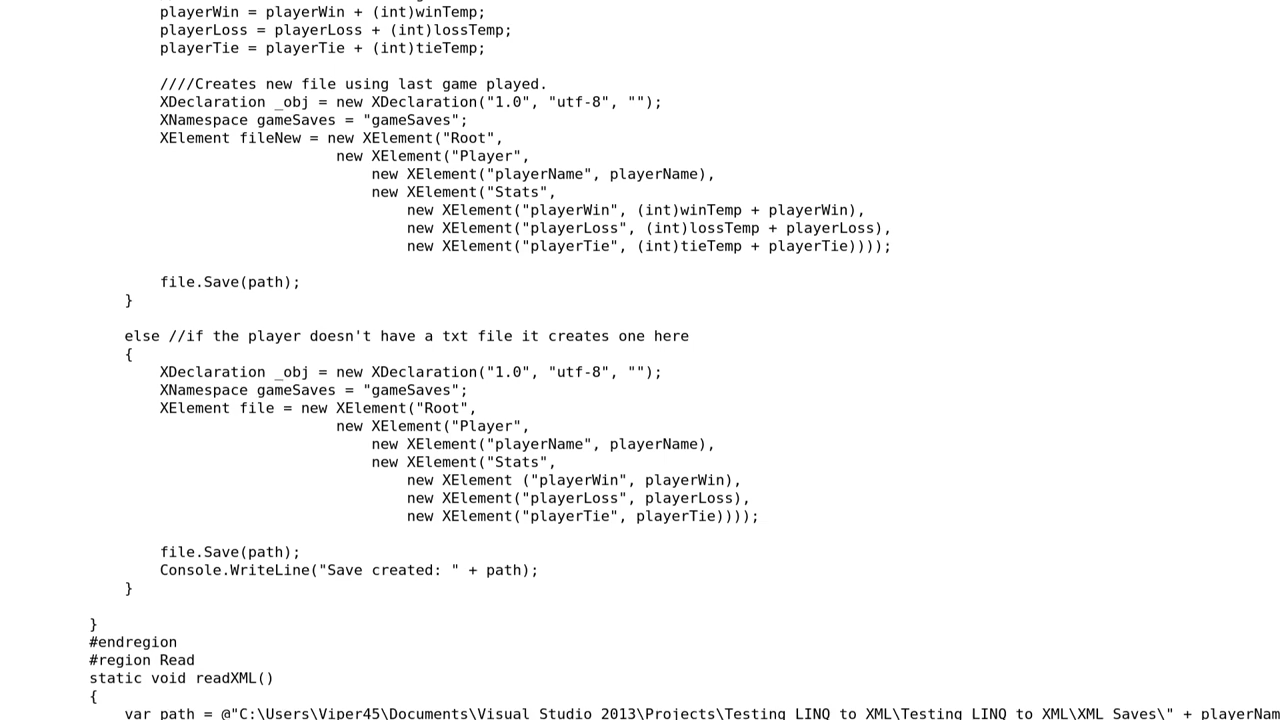 playerWin = playerWin + (int)winTemp;
playerLoss = playerLoss + (int)lossTemp;
playerTie = playerTie + (int)tieTemp;
////Creates new file using last game played.
XDeclaration _obj = new XDeclaration("1.0", "utf-8", "");
XNamespace gameSaves = "gameSaves";
XElement fileNew = new XElement("Root",
new XElement("Player",
new XElement("playerName", playerName),
new XElement("Stats",
new XElement("playerWin", (int)winTemp + playerWin),
new XElement("playerLoss", (int)lossTemp + playerLoss),
new XElement("playerTie", (int)tieTemp + playerTie))));
file.Save(path);
}
else //if the player doesn't have a txt file it creates one here
{
XDeclaration _obj = new XDeclaration("1.0", "utf-8", "");
XNamespace gameSaves = "gameSaves";
XElement file = new XElement("Root",
new XElement("Player",
new XElement("playerName", playerName),
new XElement("Stats",
new XElement ("playerWin", playerWin),
new XElement("playerLoss", playerLoss),
new XElement("playerTie", playerTie))));
file.Save(path);
Console.WriteLine("Save created: " + path);
}
}
#endregion
#region Read
static void readXML()
{
var path = @"C:\Users\Viper45\Documents\Visual Studio 2013\Projects\Testing LINQ to XML\Testing LINQ to XML\XML Saves\" + playerNam